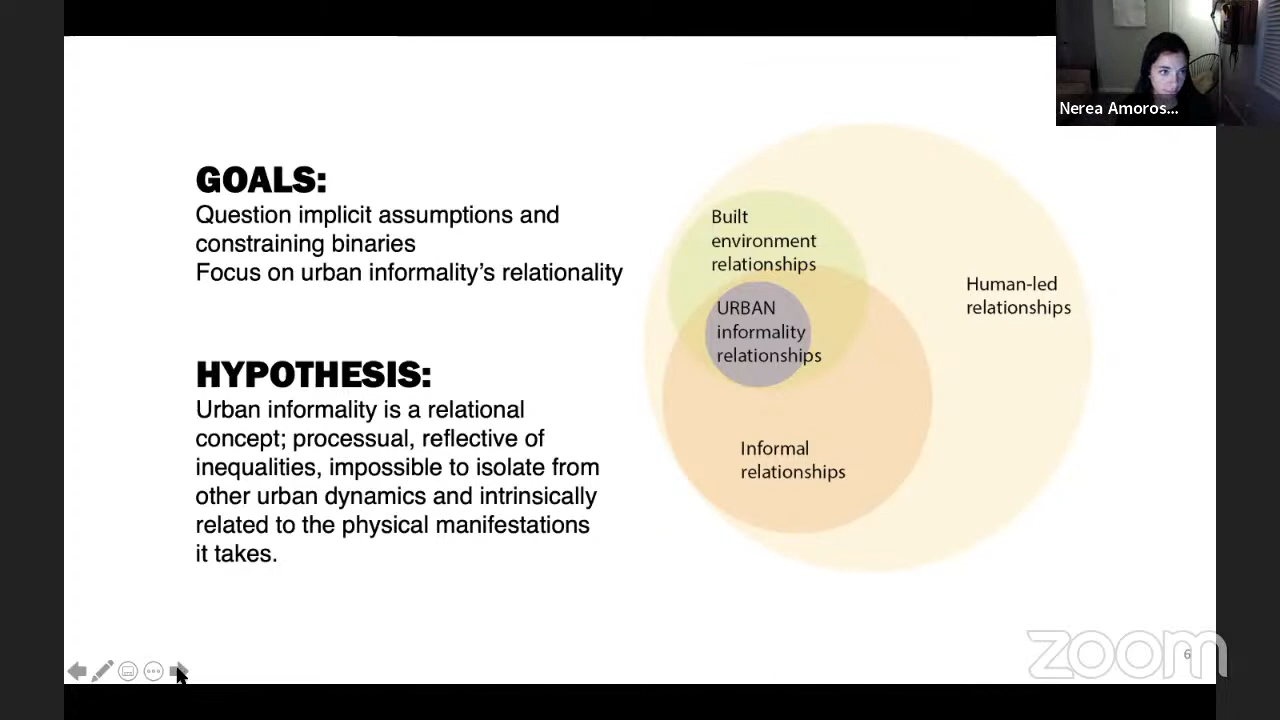 Nerea Amoros...
GOALS:
Question implicit assumptions and
constraining binaries
Focus on urban informality’s relationality
HYPOTHESIS:
Urban informality is a relational
concept; processual, reflective of
inequalities, impossible to isolate from
other urban dynamics and intrinsically
related to the physical manifestations
it takes.
Built
environment
relationships
URBAN
informality
relationships
Informal
relationships
Human-led
relationships
zoom
6